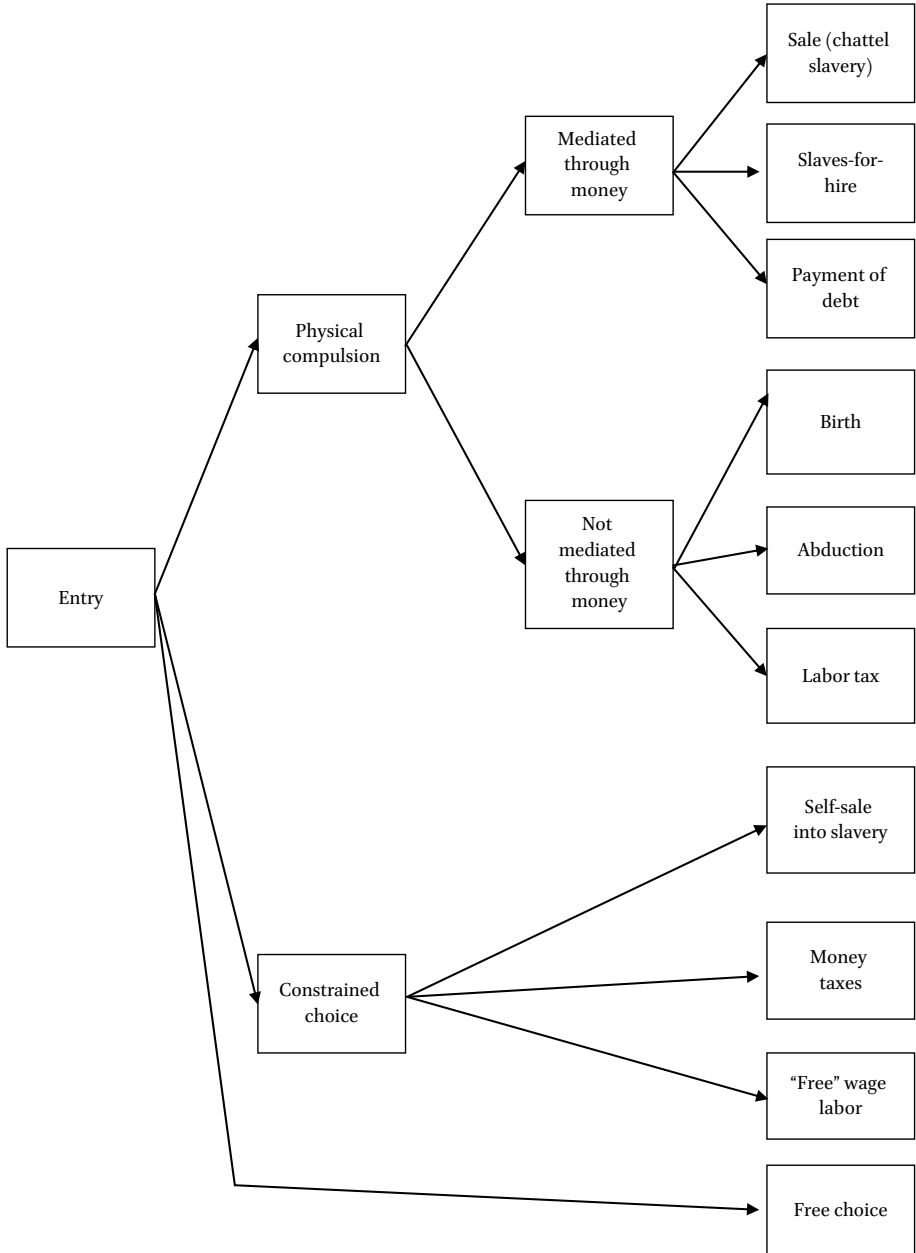 Sale (chattel
slavery)
Mediated
through
money
Slaves-for-
hire
Payment of
debt
Physical
compulsion
Birth
Not
mediated
through
money
Abduction
Entry
Labor tax
Self-sale
into slavery
Constrained
choice
Money
taxes
“Free” wage
labor
Free choice